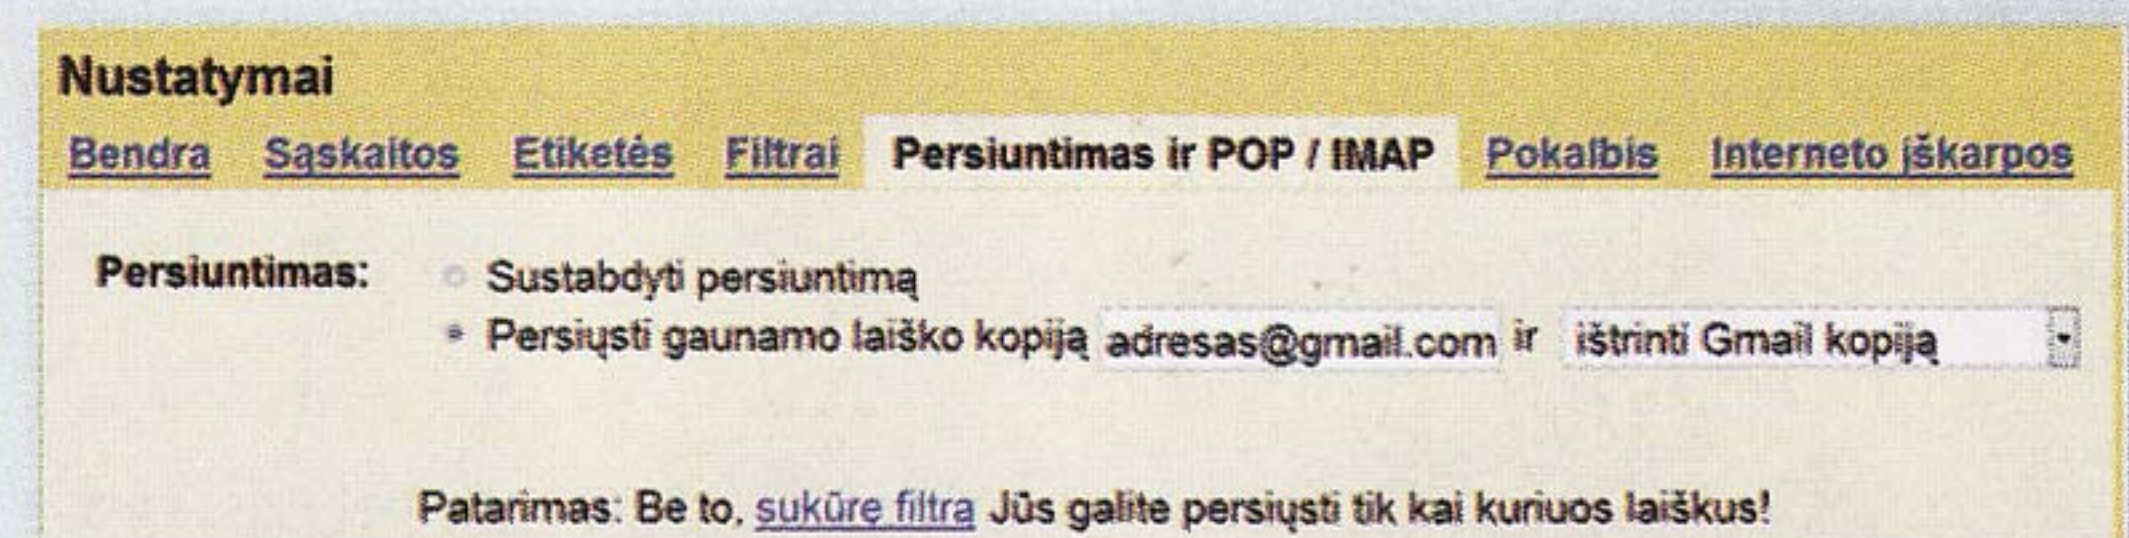 Nustatymai
Bendra Sąskaitos Etiketės Filtrai Persiuntimas ir POP / IMAP Pokalbis Interneto iškarpos
Persiuntimas: Sustabdyti persiuntimą
Persiųsti gaunamo laiško kopiją adresas@gmail.com ir ištrinti Gmail kopiją
Patarimas: Be to, sukūrę filtrą Jūs galite persiųsti tik kai kuriuos laiškus!